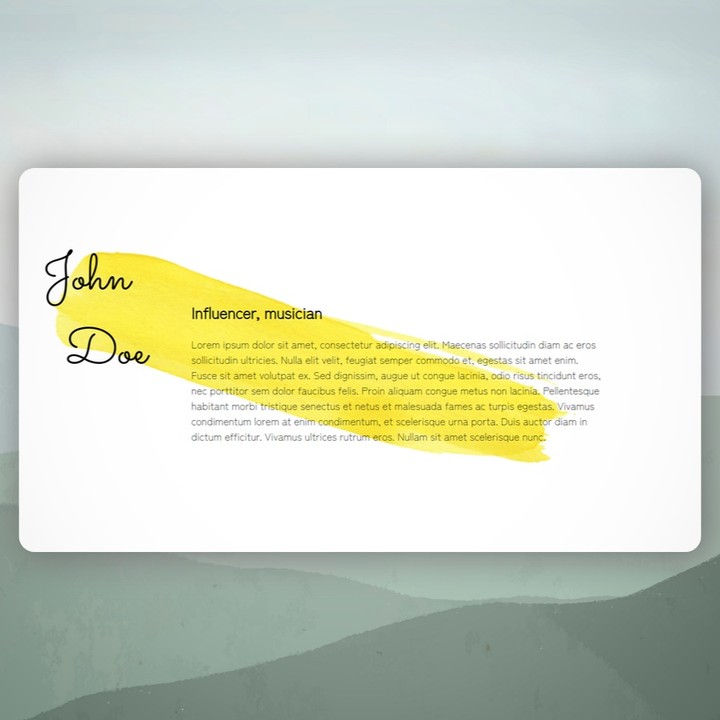 John
Doe
Influencer, musician
Lorem ipsum dolor sit amet, consectetur adipiscing elit. Maecenas sollicitudin diam ac eros
sollicitudin ultricies. Nulla elit velit, feugiat semper commodo et, egestas sit amet enim.
Fusce sit amet volutpat ex. Sed dignissim, augue ut congue lacinia, odio risus tincidunt eros,
nec porttitor sem dolor faucibus felis. Proin aliquam congue metus non lacinia. Pellentesque
habitant morbi tristique senectus et netus et malesuada fames ac turpis egestas. Vivamus
condimentum lorem at enim condimentum, et scelerisque urna porta. Duis auctor diam in
dictum efficitur. Vivamus ultrices rutrum eros. Nullam sit amet scelerisque nunc.